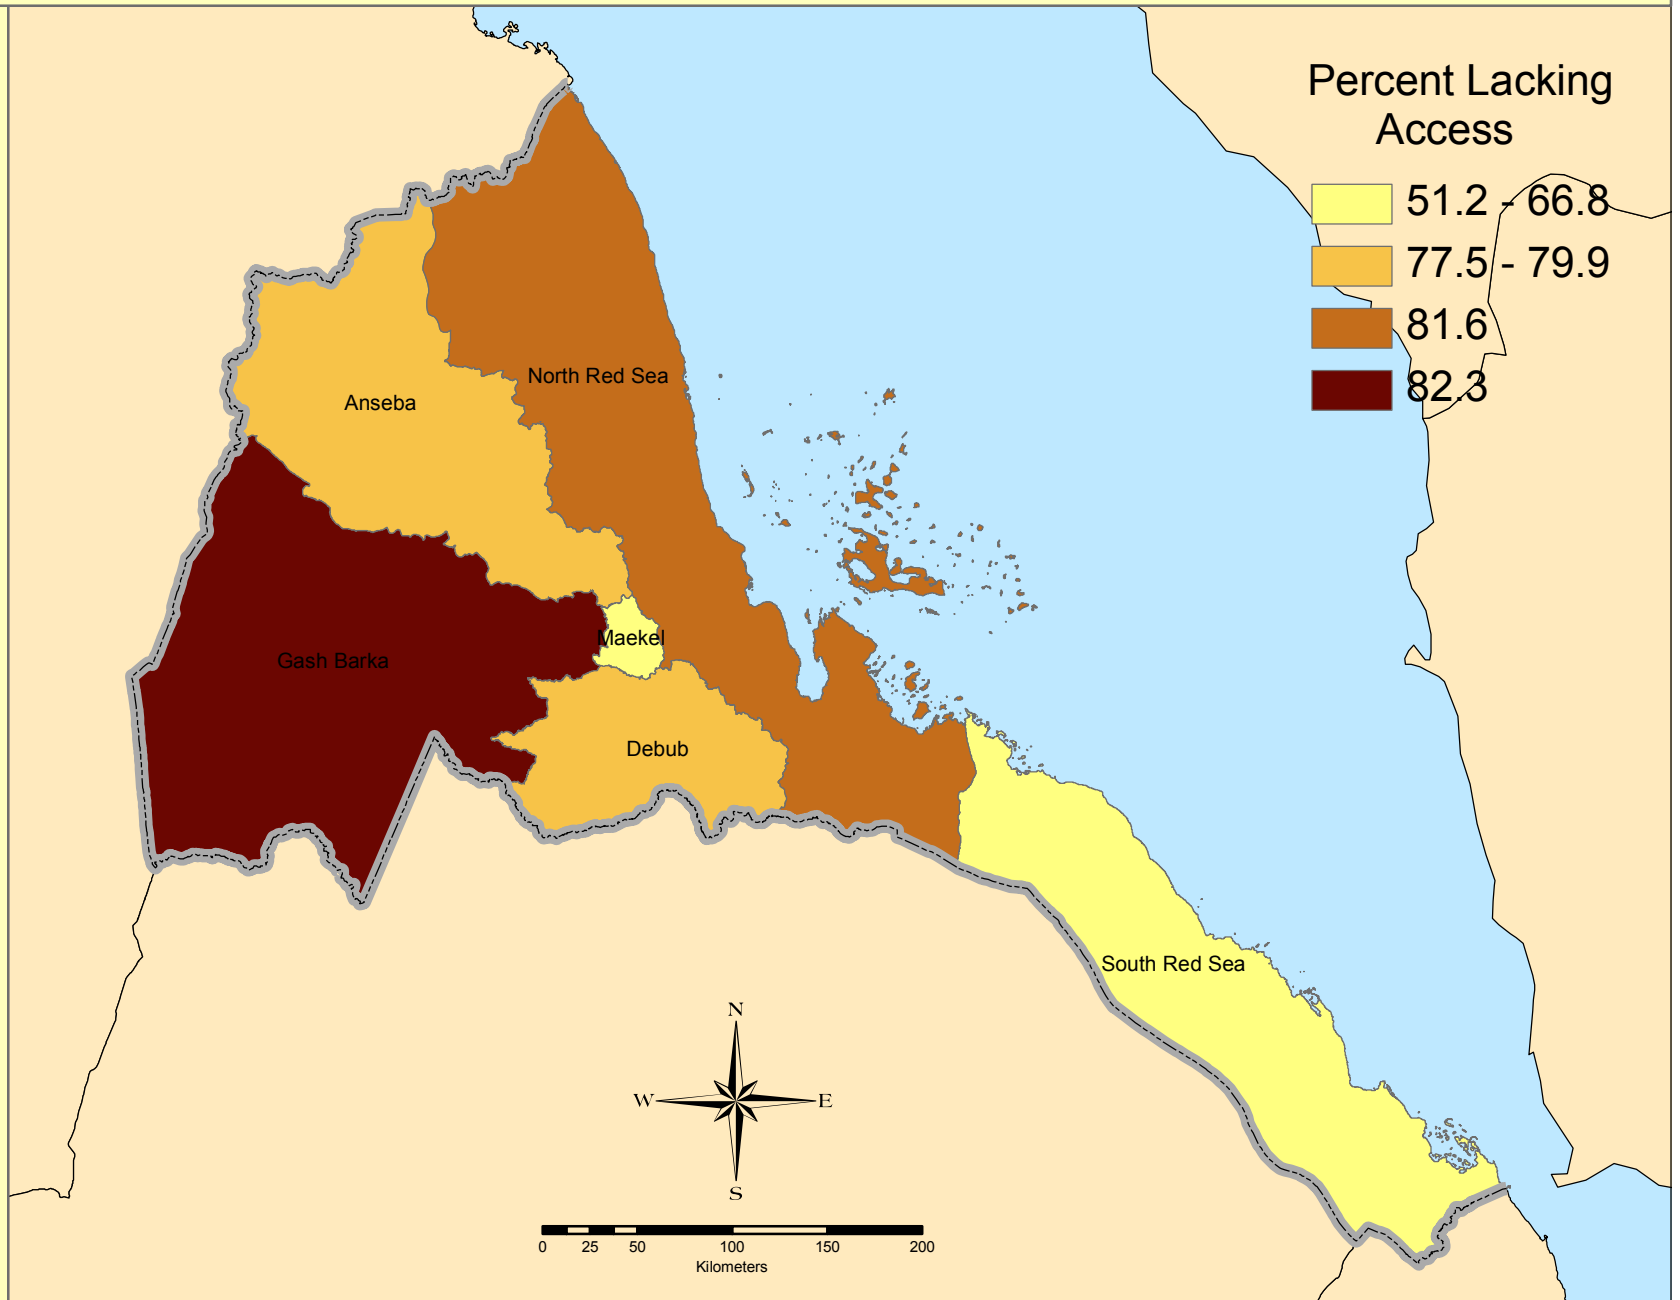 Percent Lacking
Access
51.2 - 66.8
77.5 - 79.9
81.6
82.3
North Red Sea
Anseba
Maekel
Gash Barka
Debub
South Red Sea
N
W E
S
0 25 50 100 150 200
Kilometers